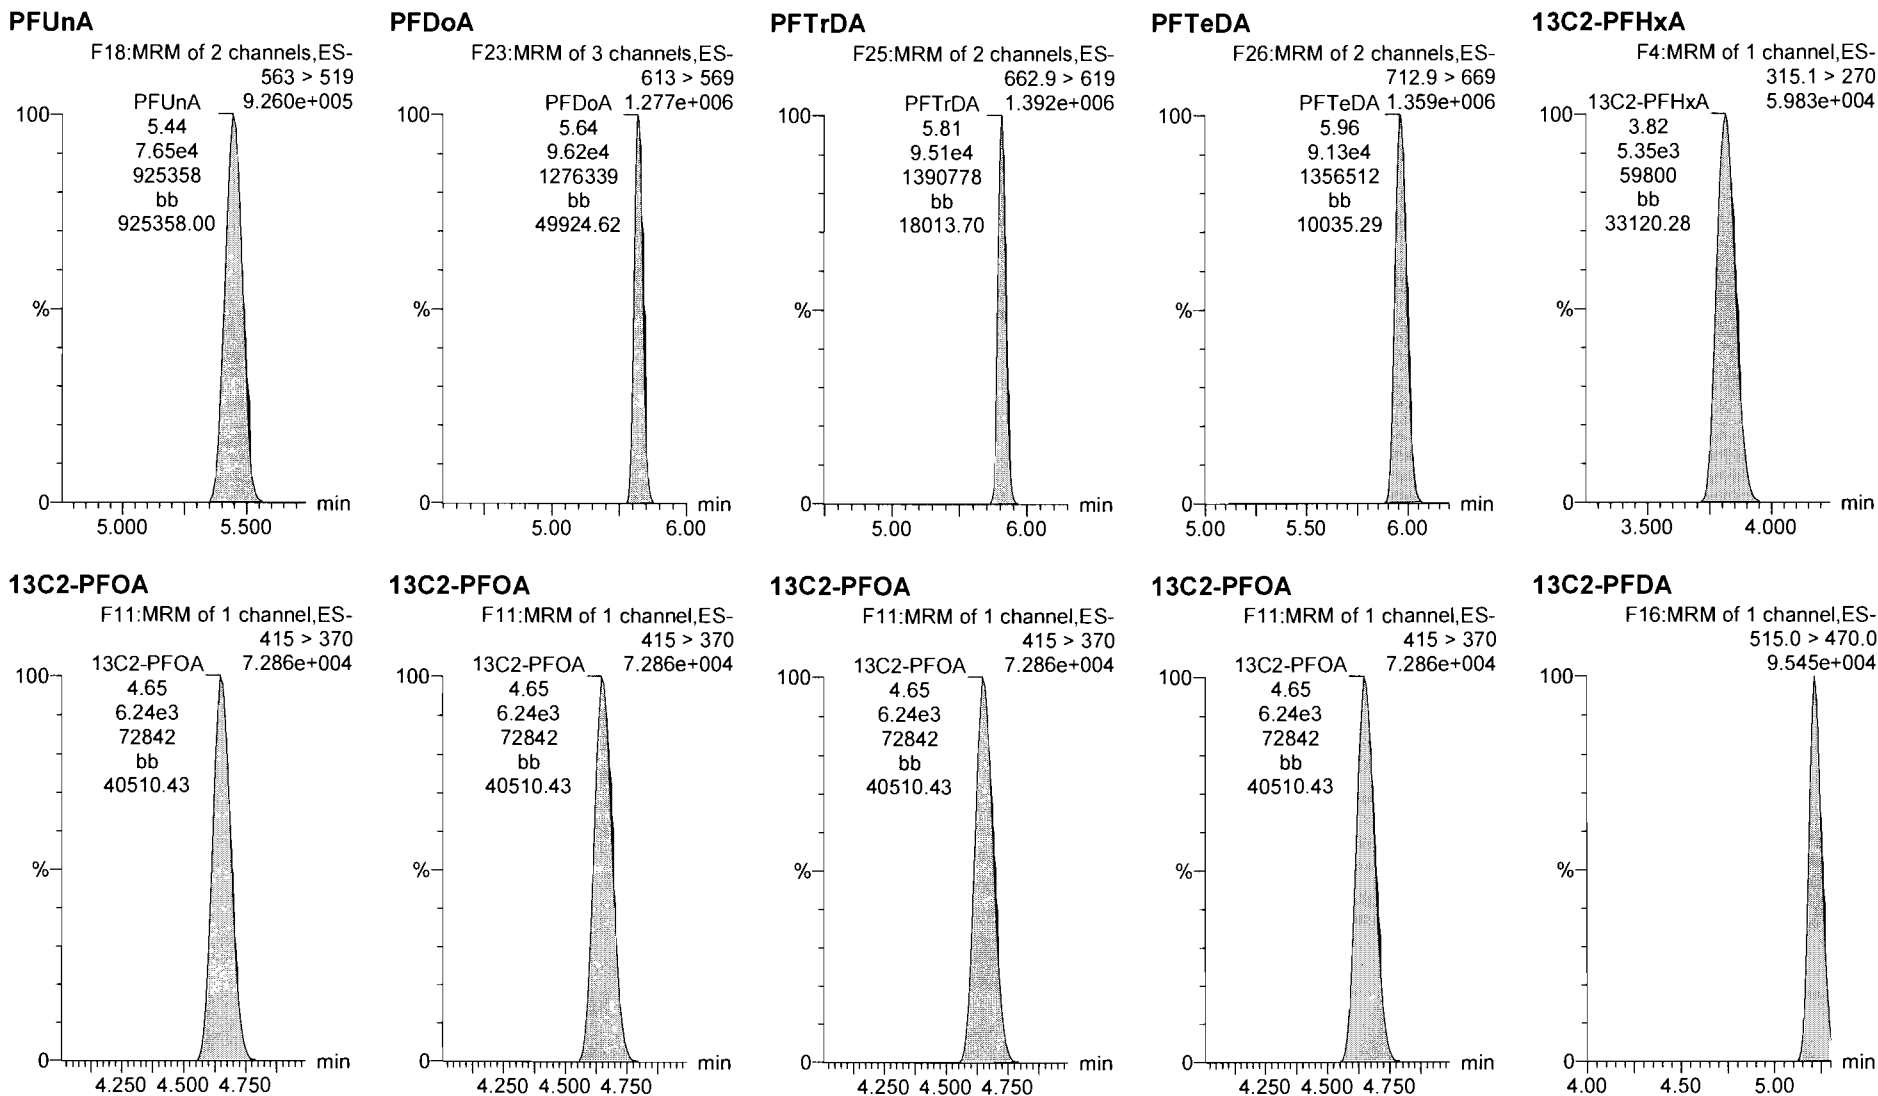 PFUnA
F18:MRM of 2 channels,ES-
563 > 519
9.260e+005
PFUnA
5.44
7.65e4
925358
bb
925358.00
100
%
0
5.000
5.500
min
PFDoA
F23:MRM of 3 channels,ES-
613 > 569
1.277e+006
PFDoA
5.64
9.62e4
1276339
bb
49924.62
100
%
0
5.00
6.00
min
PFTrDA
F25:MRM of 2 channels,ES-
662.9 > 619
1.392e+006
PFTrDA
5.81
9.51e4
1390778
bb
18013.70
100
%
0
5.00
6.00
min
PFTeDA
F26:MRM of 2 channels,ES-
712.9 > 669
1.359e+006
PFTeDA
5.96
9.13e4
1356512
bb
10035.29
100
%
0
5.00
5.50
6.00
min
13C2-PFHxA
F4:MRM of 1 channel,ES-
315.1 > 270
5.983e+004
13C2-PFHxA
3.82
5.35e3
59800
bb
33120.28
100
%
0
3.500
4.000
min
13C2-PFOA
F11:MRM of 1 channel,ES-
415 > 370
7.286e+004
13C2-PFOA
4.65
6.24e3
72842
bb
40510.43
100
%
0
4.250
4.500
4.750
min
13C2-PFOA
F11:MRM of 1 channel,ES-
415 > 370
7.286e+004
13C2-PFOA
4.65
6.24e3
72842
bb
40510.43
100
%
0
4.250
4.500
4.750
min
13C2-PFOA
F11:MRM of 1 channel,ES-
415 > 370
7.286e+004
13C2-PFOA
4.65
6.24e3
72842
bb
40510.43
100
%
0
4.250
4.500
4.750
min
13C2-PFOA
F11:MRM of 1 channel,ES-
415 > 370
7.286e+004
13C2-PFOA
4.65
6.24e3
72842
bb
40510.43
100
%
0
4.250
4.500
4.750
min
13C2-PFDA
F16:MRM of 1 channel,ES-
515.0 > 470.0
9.545e+004
100
%
0
4.00
4.50
5.00
min